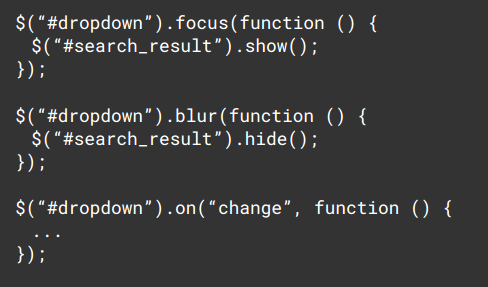 $(“#dropdown”).focus(function () {
$(“#search_result”).show();
});
$(“#dropdown”).blur(function () {
$(“#search_result”).hide();
});
$(“#dropdown”).on(“change”, function () {
...
});